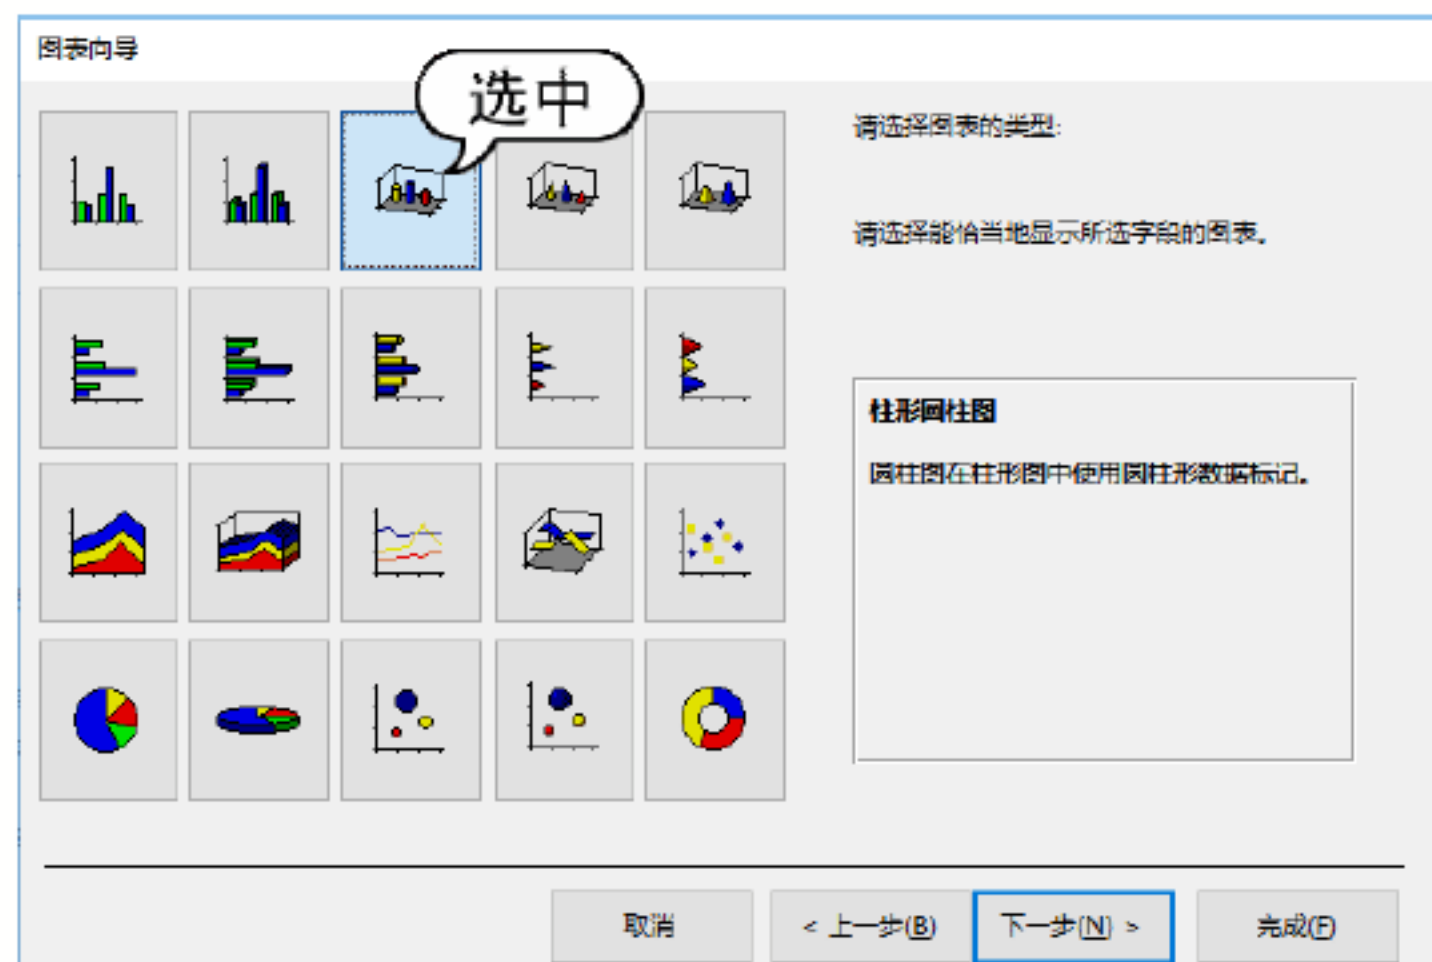 图表向导
选中
请选择图表的类型:
请选择能恰当地显示所选字段的图表。
柱形圆柱图
圆柱图在柱形图中使用圆柱形数据标记。
取消
< 上一步(B)
下一步(N) >
完成(F)